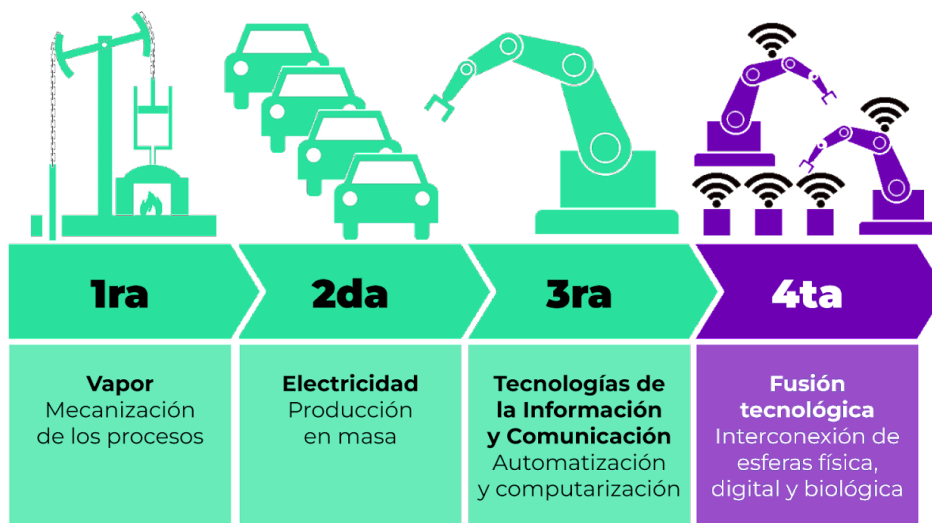 1ra
2da
3ra
4ta
Vapor
Mecanización
de los procesos
Electricidad
Producción
en masa
Tecnologías de
la Información
y Comunicación
Automatización
y computarización
Fusión
tecnológica
Interconexión de
esferas física,
digital y biológica